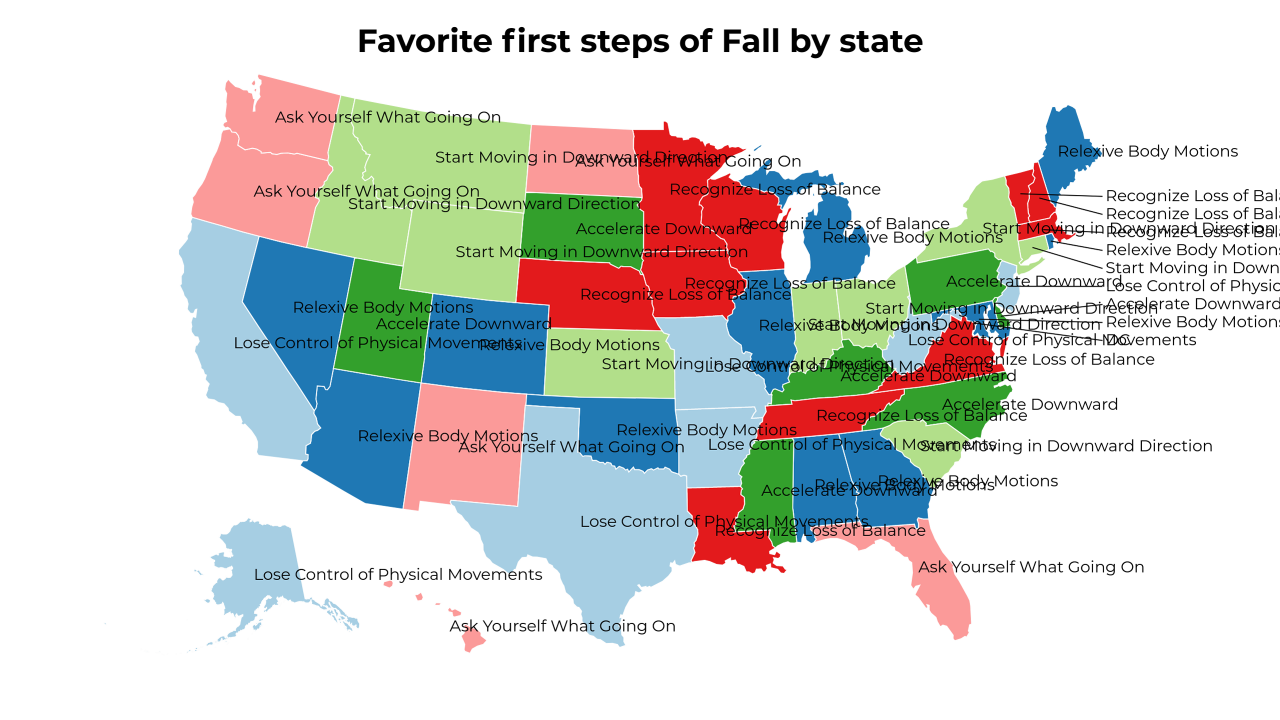 Favorite first steps of Fall by state
Ask Yourself What Going On
Relexive Body Motions
Start Moving in Downward Direction
Ask Yourself What Going On
Recognize Loss of Balance
Ask Yourself What Going On
Recognize Loss of Bala
Start Moving in Downward Direction
Recognize Loss of Bala
Recognize Loss of Balance
Accelerate Downward
Start Moving in Downward Direction
Recognize Loss of Bala
Relexive Body Motions
Start Moving in Downward Direction
Relexive Body Motions
Start Moving in Down
Accelerate Downward
Recognize Loss of Balance
Lose Control of Physic
Recognize Loss of Balance
Relexive Body Motions
Start Moving in Downward Direction
Accelerate Downward
Accelerate Downward
Relexive Body Motions
Start Moving in Downward Direction
Relexive Body Motions
Lose Control of Physical Movements
Relexive Body Motions
Lose Control of Physical Movements
DC
Recognize Loss of Balance
Start Moving in Downward Direction
Lose Control of Physical Movements
Accelerate Downward
Accelerate Downward
Recognize Loss of Balance
Relexive Body Motions
Relexive Body Motions
Ask Yourself What Going On
Lose Control of Physical Movements
Start Moving in Downward Direction
Accelerate Downward
Relexive Body Motions
Relexive Body Motions
Lose Control of Physical Movements
Recognize Loss of Balance
Ask Yourself What Going On
Lose Control of Physical Movements
Ask Yourself What Going On